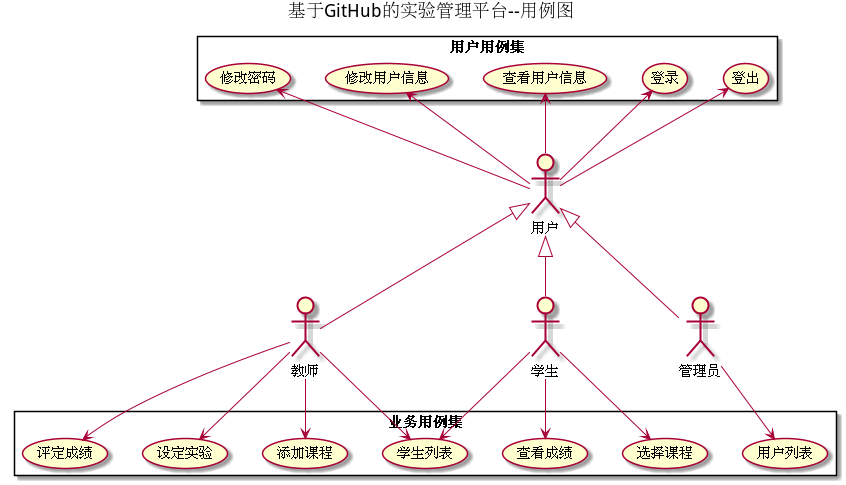 基于GitHub的实验管理平台--用例图
用户用例集
修改密码
修改用户信息
查看用户信息
登录
登出
用户
教师
学生
管理员
业务用例集
评定成绩
设定实验
添加课程
学生列表
查看成绩
选择课程
用户列表